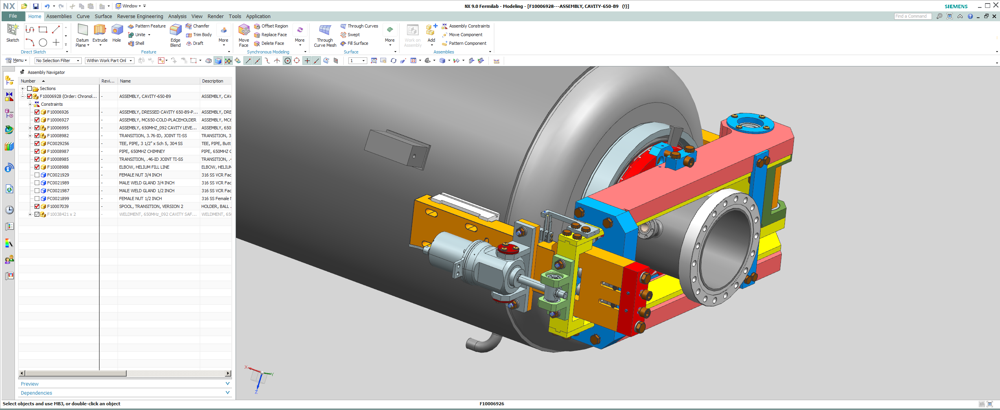 NX
Window
NX 9.0 Fermilab - Modeling - [F10006928---ASSEMBLY, CAVITY-650-B9 (!)]
SIEMENS
File Home Assemblies Curve Surface Reverse Engineering Analysis View Render Tools Application
Find a Command
Sketch
Direct Sketch
Datum Plane
Extrude
Hole
Pattern Feature
Unite
Shell
Edge Blend
Chamfer
Trim Body
Draft
More
Feature
Move Face
Offset Region
Replace Face
Delete Face
More
Synchronous Modeling
Through Curve Mesh
Through Curves
Swept
Fill Surface
More
Surface
Work on Assembly
Add
Assembly Constraints
Move Component
Pattern Component
Assemblies
Menu
No Selection Filter
Within Work Part Onl
1
Assembly Navigator
Number Revi... Name Description
Sections
F10006928 (Order: Chronol... - ASSEMBLY, CAVITY-650-B9 ASSEMBLY, CAV
Constraints
F10006926 - ASSEMBLY, DRESSED CAVITY 650-B9-P... ASSEMBLY, DRE
F10006927 - ASSEMBLY, MC650-COLD-PLACEHOLDER ASSEMBLY, MC6
F10006995 - ASSEMBLY, 650MHZ_092 CAVITY LEVE... ASSEMBLY, 650
F10008982 - TRANSITION, 3.76-ID, JOINT TI-SS TRANSITION, 3
FC0029256 - TEE, PIPE, 3 1/2" x Sch 5, 304 SS TEE, PIPE, Butt
F10008987 - PIPE, 650MHZ CHIMNEY PIPE, 650MHZ C
F10008985 - TRANSITION, .46-ID JOINT TI-SS TRANSITION, .4
F10008988 - ELBOW, HELIUM FILL LINE ELBOW, HELIUM
FC0021929 - FEMALE NUT 3/4 INCH 316 SS VCR Fac
FC0021989 - MALE WELD GLAND 3/4 INCH 316 SS VCR Fac
FC0021987 - MALE WELD GLAND 1/2 INCH 316 SS VCR Fac
FC0021899 - FEMALE NUT 1/2 INCH 316 SS Female N
F10007039 - SPOOL, TRANSITION, VERSION 2 HOLDER, BALL .
F10038421 x 2 - WELDMENT, 650MHz_092 CAVITY SAF... WELDMENT, 650
Preview
Dependencies
X
Y
Z
Select objects and use MB3, or double-click an object
F10006926